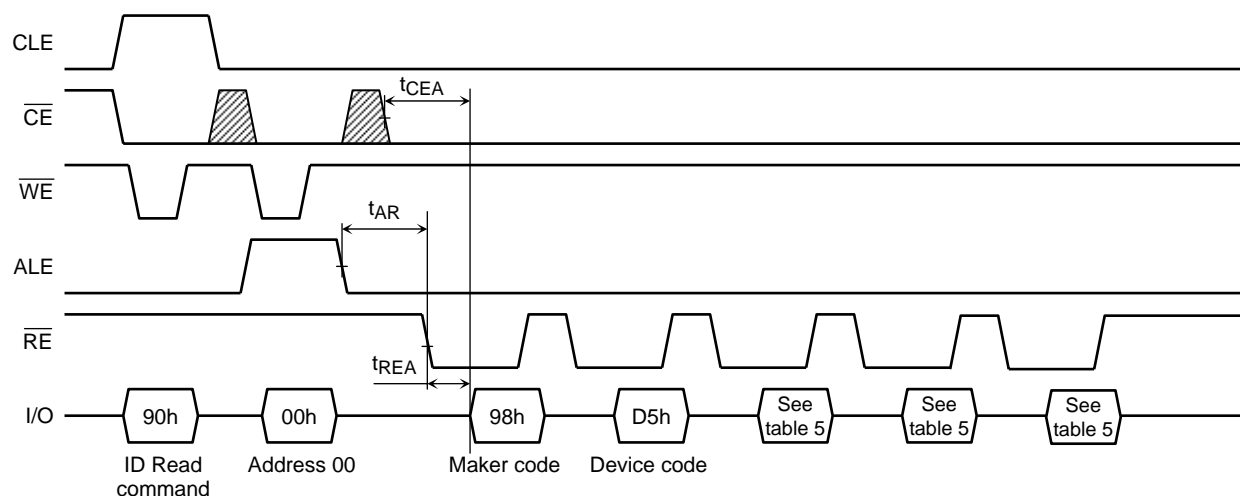 CLE
tCEA
CE
WE
tAR
ALE
RE
tREA
I/O
90h
00h
98h
D5h
See table 5
See table 5
See table 5
ID Read command
Address 00
Maker code
Device code